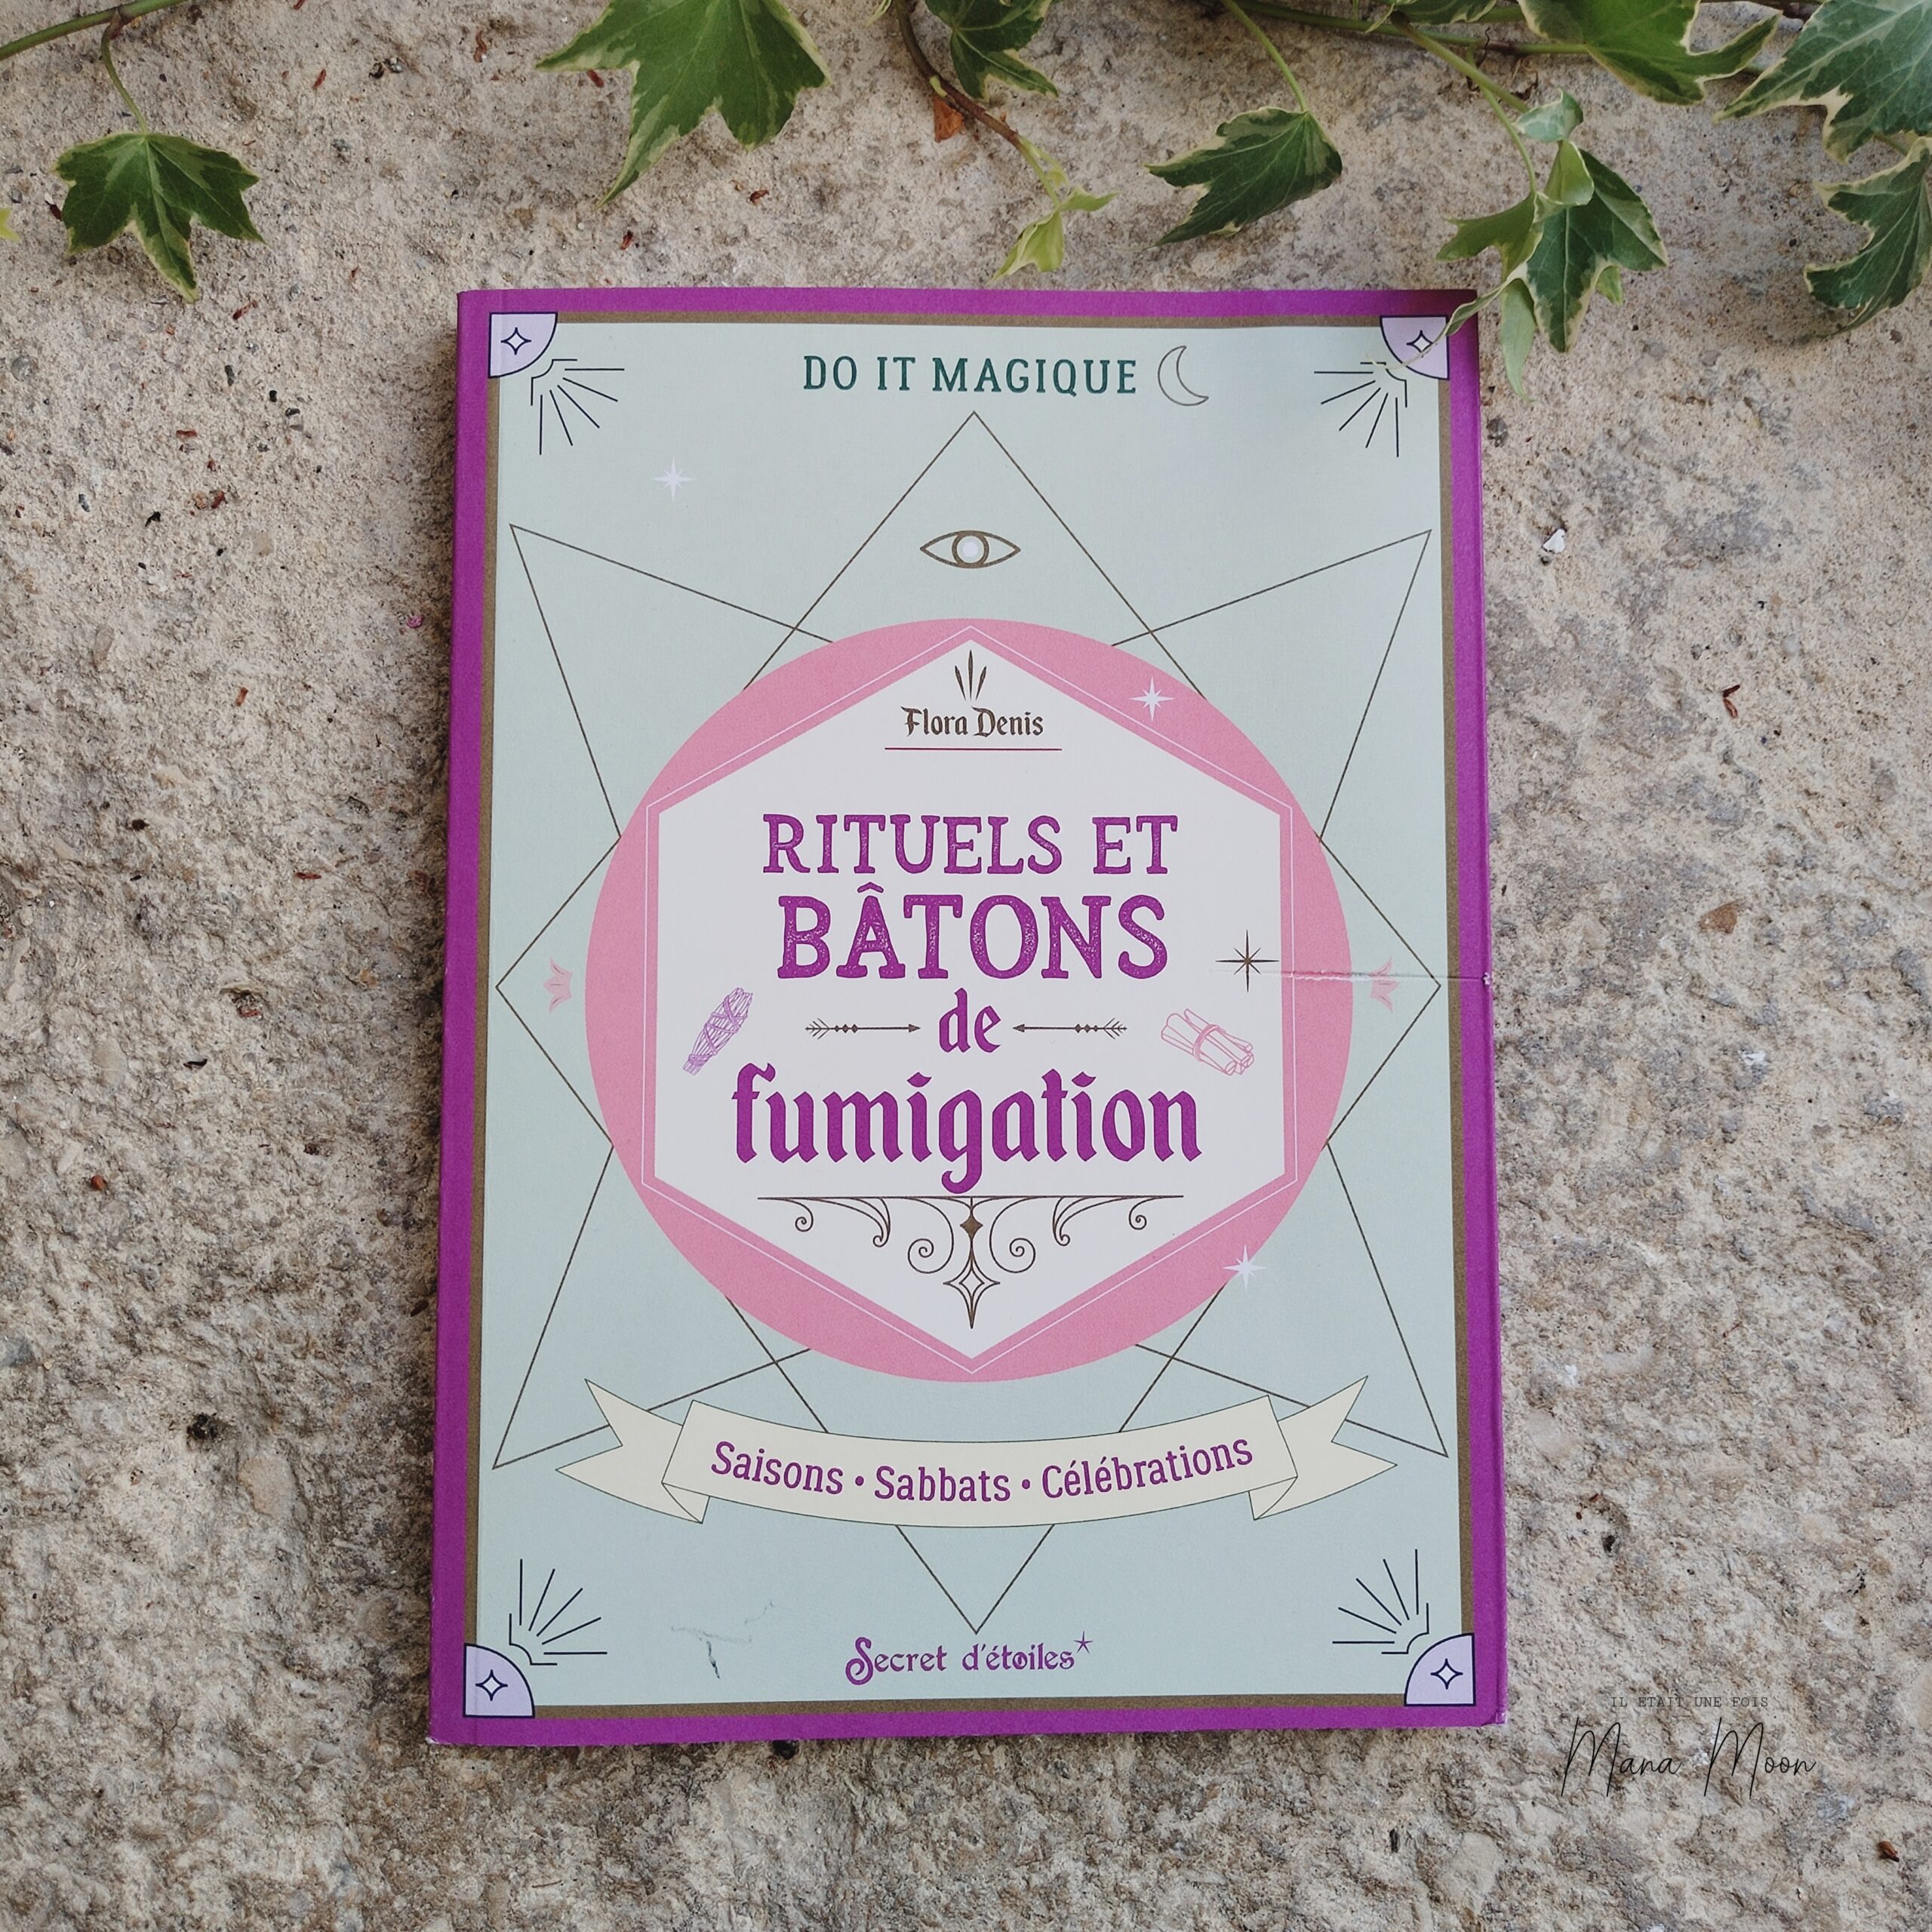 DO IT MAGIQUE
Flora Denis
RITUELS ET
BÂTONS
de
fumigation
Saisons • Sabbats • Célébrations
Secret d'étoiles
IL ETAIT UNE FOIS
Mana Moon